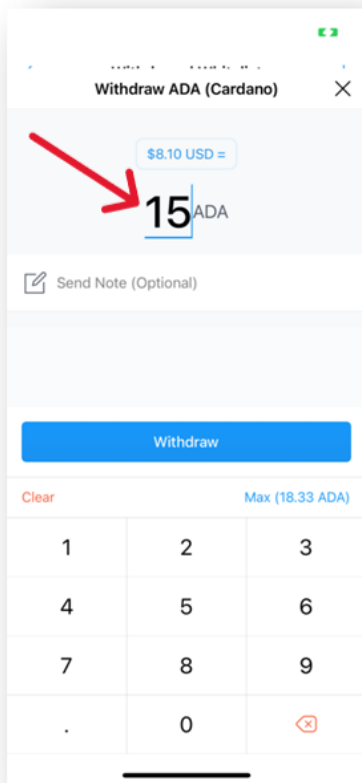 Withdraw ADA (Cardano)
$8.10 USD =
15 ADA
Send Note (Optional)
Withdraw
Clear
Max (18.33 ADA)
1 2 3
4 5 6
7 8 9
. 0